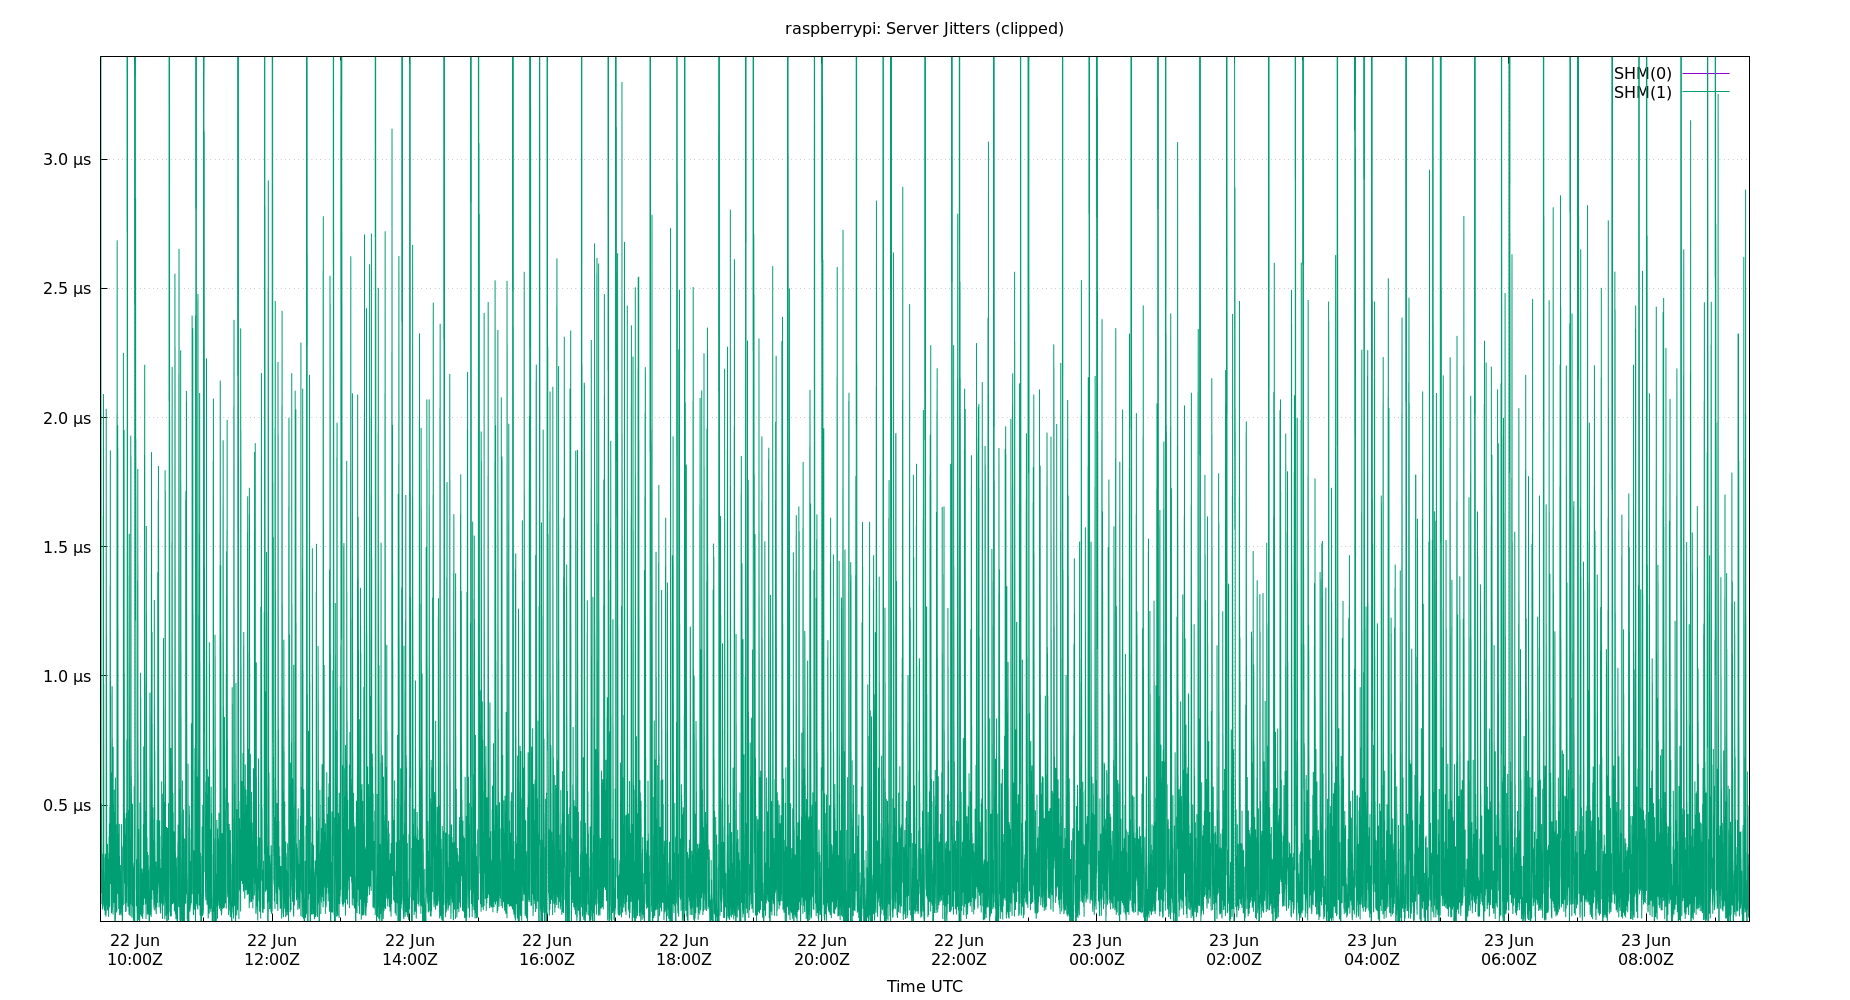 raspberrypi: Server Jitters (clipped)
SHM(0)
SHM(1)
3.0 µs
2.5 µs
2.0 µs
1.5 µs
1.0 µs
0.5 µs
22 Jun 22 Jun 22 Jun 22 Jun 22 Jun 22 Jun 22 Jun 23 Jun 23 Jun 23 Jun 23 Jun 23 Jun
10:00Z 12:00Z 14:00Z 16:00Z 18:00Z 20:00Z 22:00Z 00:00Z 02:00Z 04:00Z 06:00Z 08:00Z
Time UTC